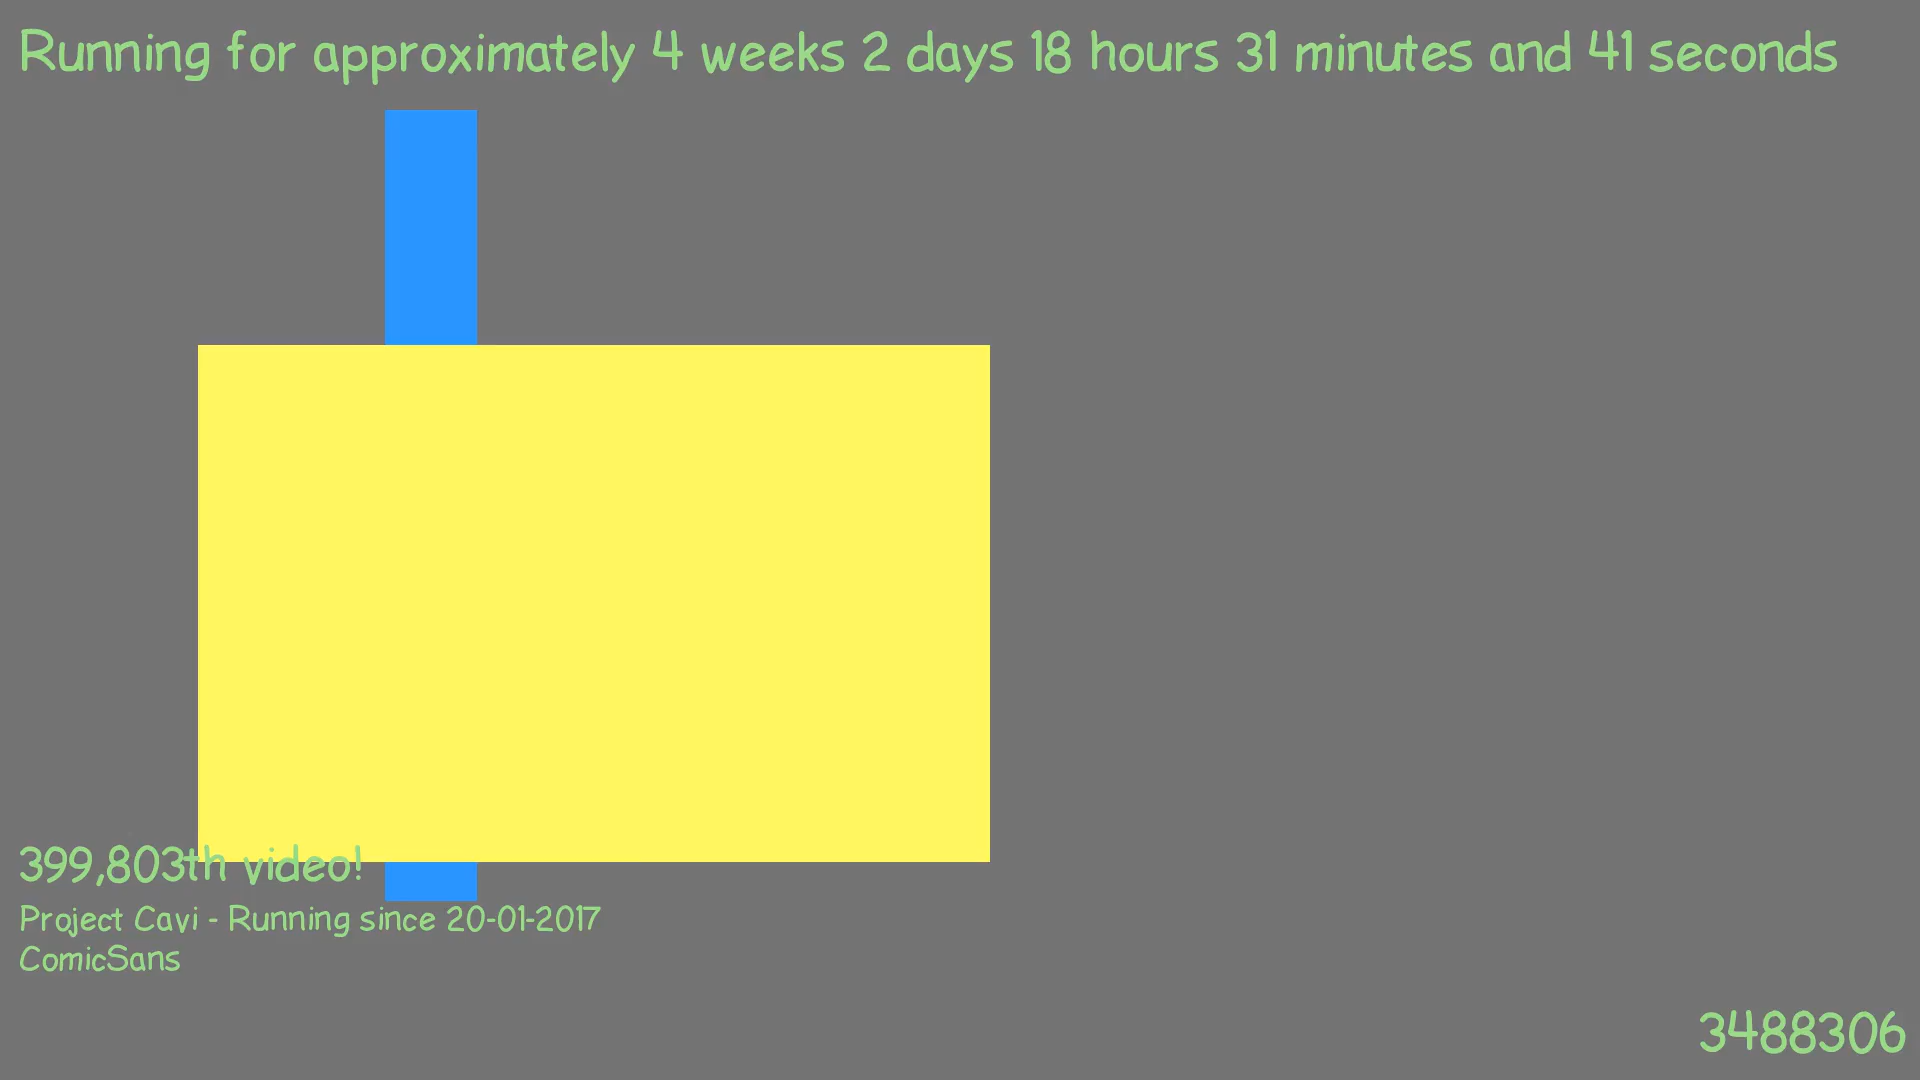 Running for approximately 4 weeks 2 days 18 hours 31 minutes and 41 seconds
399,803th video!
Project Cavi - Running since 20-01-2017
ComicSans
3488306